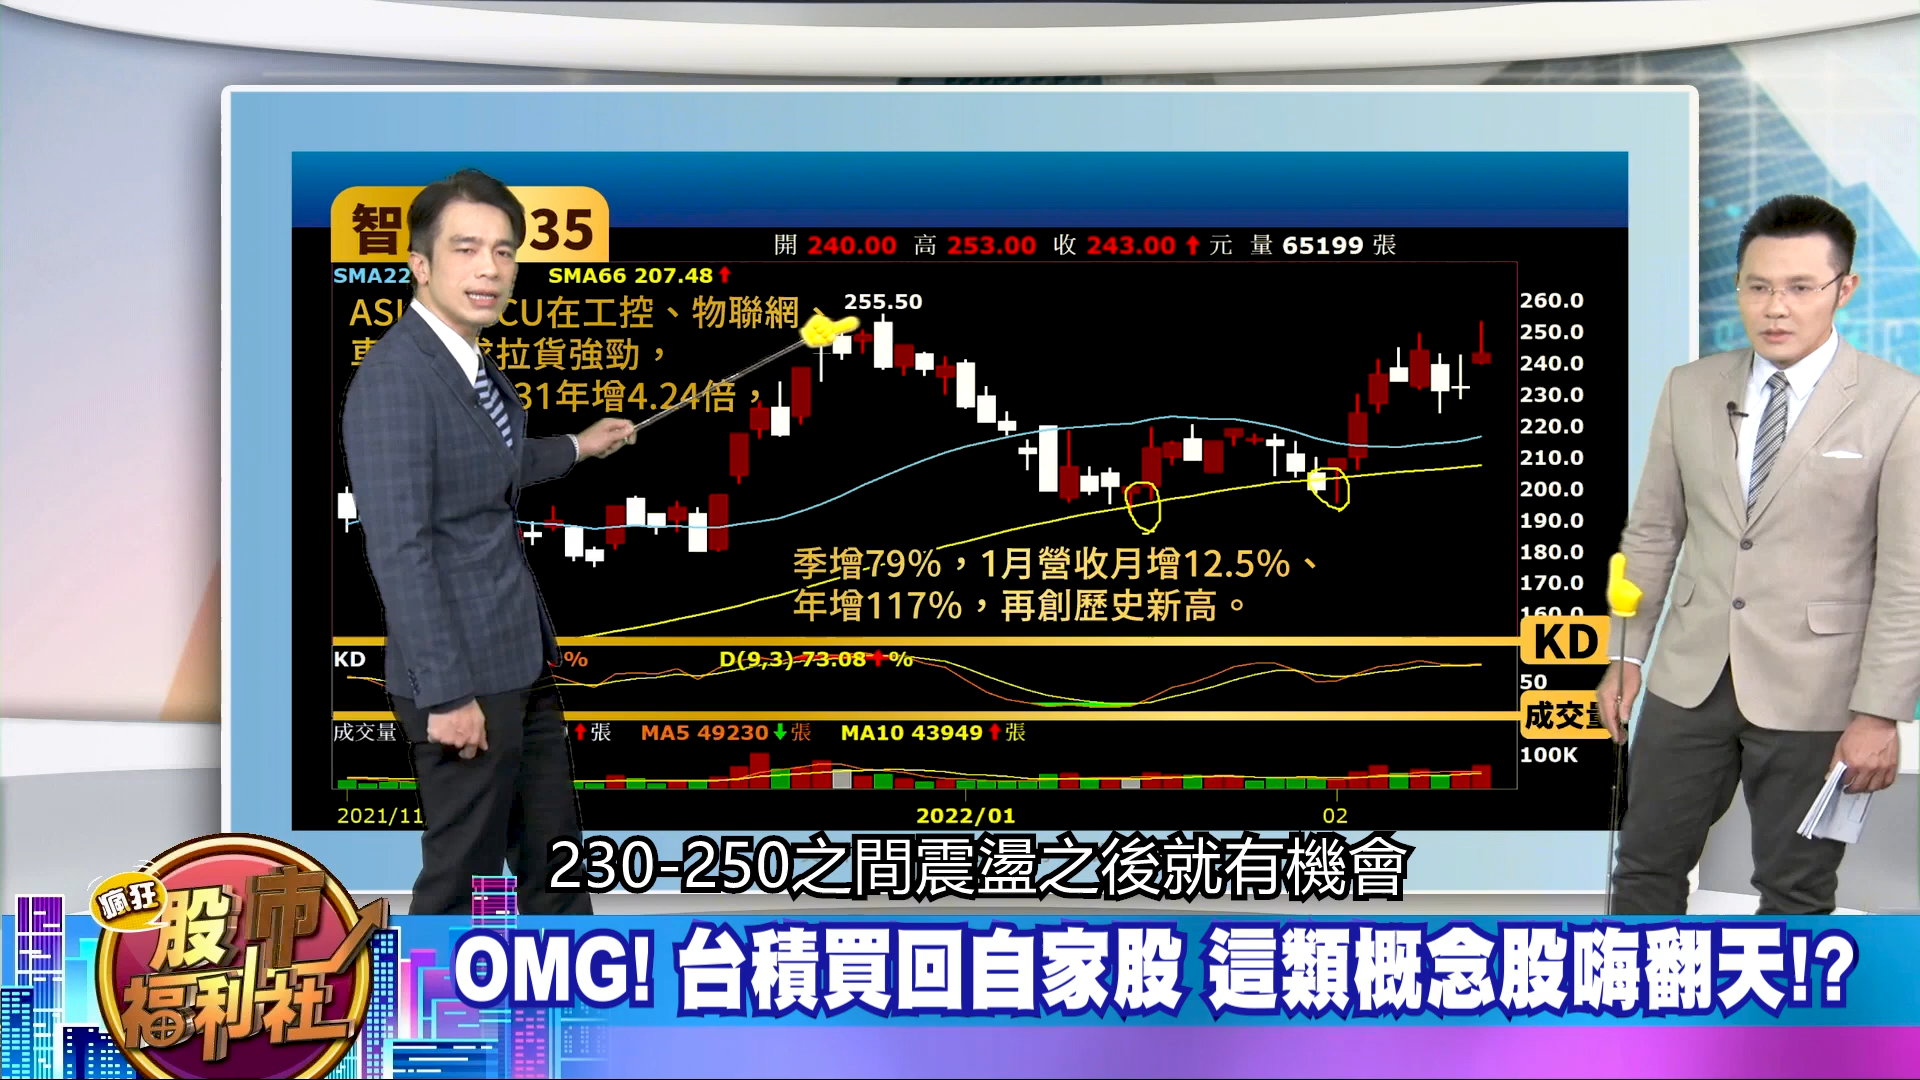 智 35
開 240.00 高 253.00 收 243.00 元 量 65199 張
SMA22 SMA66 207.48
AS CU在工控、物聯網、
車 拉貨強勁，
31年增4.24倍，
255.50
260.0
250.0
240.0
230.0
220.0
210.0
200.0
190.0
180.0
170.0
160.0
季增79%，1月營收月增12.5%、
年增117%，再創歷史新高。
KD % D(9,3) 73.08 %
KD
50
成交量 張 MA5 49230 張 MA10 43949 張
成交量
100K
2021/11 2022/01 02
230-250之間震盪之後就有機會
瘋狂
股市
福利社
OMG! 台積買回自家股 這類概念股嗨翻天!?